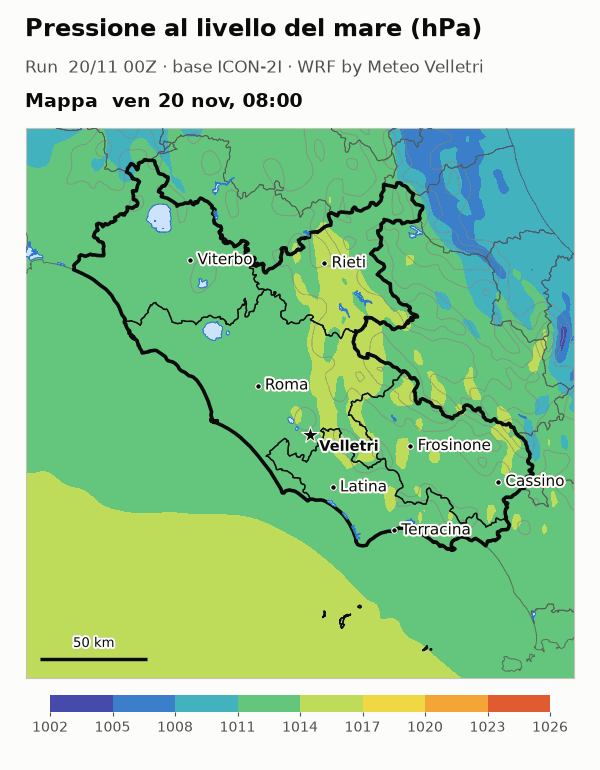 Pressione al livello del mare (hPa)
Run  20/11 00Z · base ICON-2I · WRF by Meteo Velletri
Mappa  ven 20 nov, 08:00
Viterbo
Rieti
Roma
Velletri
Frosinone
Cassino
Latina
Terracina
50 km
1002 1005 1008 1011 1014 1017 1020 1023 1026